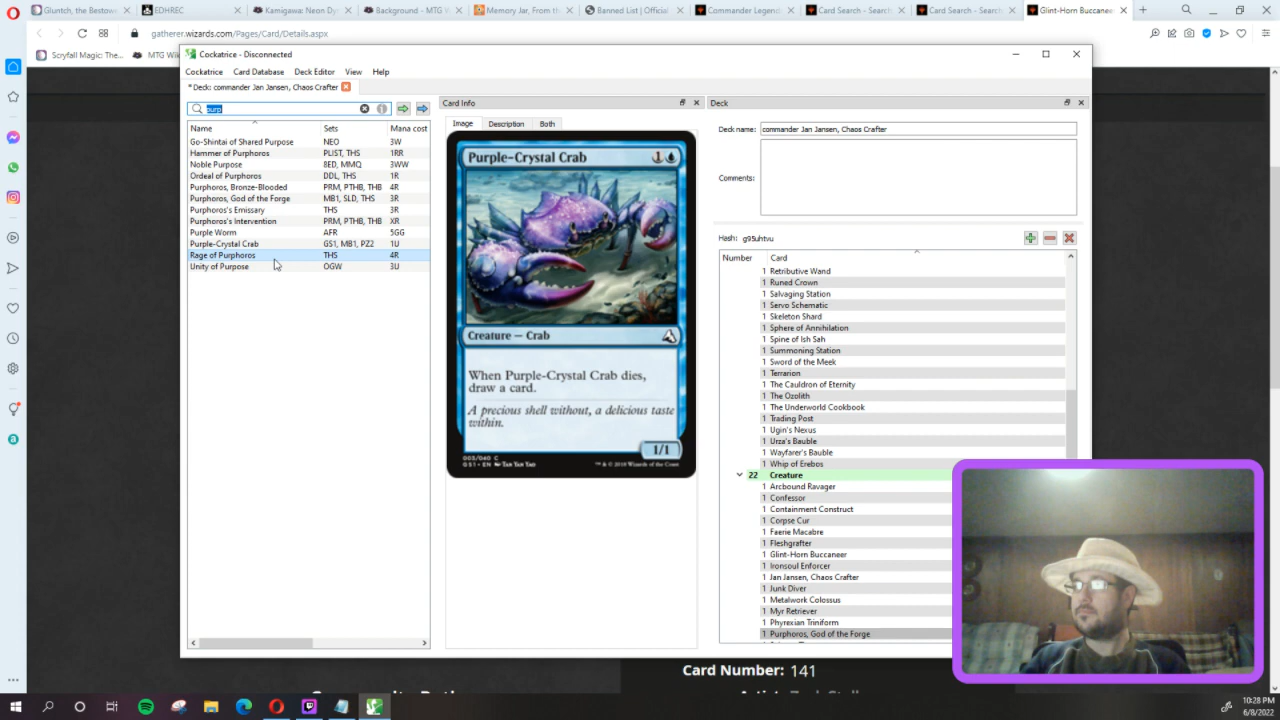 Gluntch, the Bestowe
EDHREC
Kamigawa: Neon Dy
Background - MTG W
Memory Jar, From th
Banned List | Official
Commander Legend
Card Search - Search
Card Search - Search
Glint-Horn Buccanee
gatherer.wizards.com/Pages/Card/Details.aspx
Scryfall Magic: The...
MTG Wik
Cockatrice - Disconnected
Cockatrice
Card Database
Deck Editor
View
Help
*Deck: commander Jan Jansen, Chaos Crafter
purp
Name Sets Mana cost
Go-Shintai of Shared Purpose NEO 3W
Hammer of Purphoros PLIST, THS 1RR
Noble Purpose 8ED, MMQ 3WW
Ordeal of Purphoros DDL, THS 1R
Purphoros, Bronze-Blooded PRM, PTHB, THB 4R
Purphoros, God of the Forge MB1, SLD, THS 3R
Purphoros's Emissary THS 3R
Purphoros's Intervention PRM, PTHB, THB XR
Purple Worm AFR 5GG
Purple-Crystal Crab GS1, MB1, PZ2 1U
Rage of Purphoros THS 4R
Unity of Purpose OGW 3U
Card Info
Image Description Both
Purple-Crystal Crab 1
Creature — Crab
When Purple-Crystal Crab dies,
draw a card.
A precious shell without, a delicious taste
within.
1/1
003/040 C
GS1 • EN
Deck
Deck name: commander Jan Jansen, Chaos Crafter
Comments:
Hash: g95uhtvu
Number Card
1 Retributive Wand
1 Runed Crown
1 Salvaging Station
1 Servo Schematic
1 Skeleton Shard
1 Sphere of Annihilation
1 Spine of Ish Sah
1 Summoning Station
1 Sword of the Meek
1 Terrarion
1 The Cauldron of Eternity
1 The Ozolith
1 The Underworld Cookbook
1 Trading Post
1 Ugin's Nexus
1 Urza's Bauble
1 Wayfarer's Bauble
1 Whip of Erebos
22 Creature
1 Arcbound Ravager
1 Confessor
1 Containment Construct
1 Corpse Cur
1 Faerie Macabre
1 Fleshgrafter
1 Glint-Horn Buccaneer
1 Ironsoul Enforcer
1 Jan Jansen, Chaos Crafter
1 Junk Diver
1 Metalwork Colossus
1 Myr Retriever
1 Phyrexian Triniform
1 Purphoros, God of the Forge
Card Number: 141
10:28 PM
6/8/2022